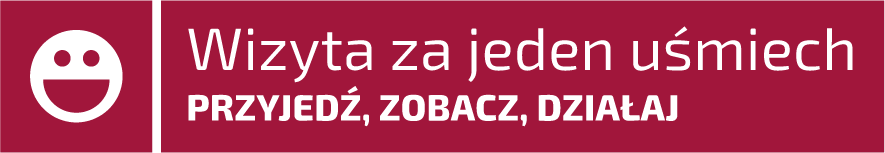 Wizyta za jeden uśmiech
PRZYJEDŹ, ZOBACZ, DZIAŁAJ